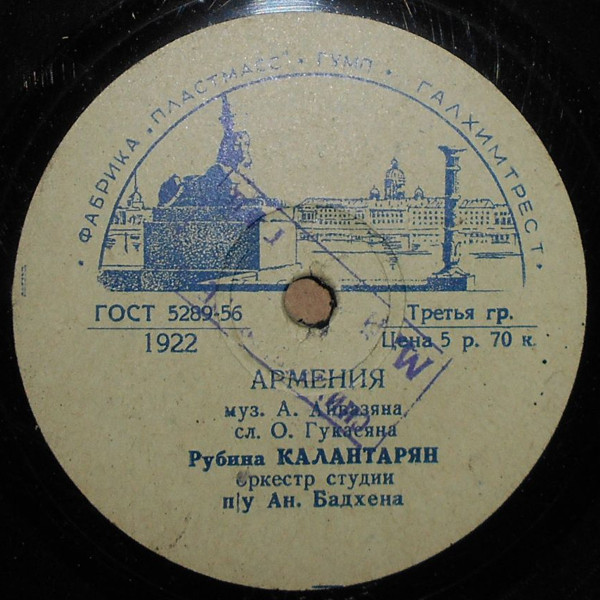 • ФАБРИКА „ПЛАСТМАСС" • ГУМП • ГАЛХИМТРЕСТ •
ГОСТ 5289-56 Третья гр.
1922 Цена 5 р. 70 к.
АРМЕНИЯ
муз. А. Айвазяна
сл. О. Гукасяна
Рубина КАЛАНТАРЯН
оркестр студии
п/у Ан. Бадхена